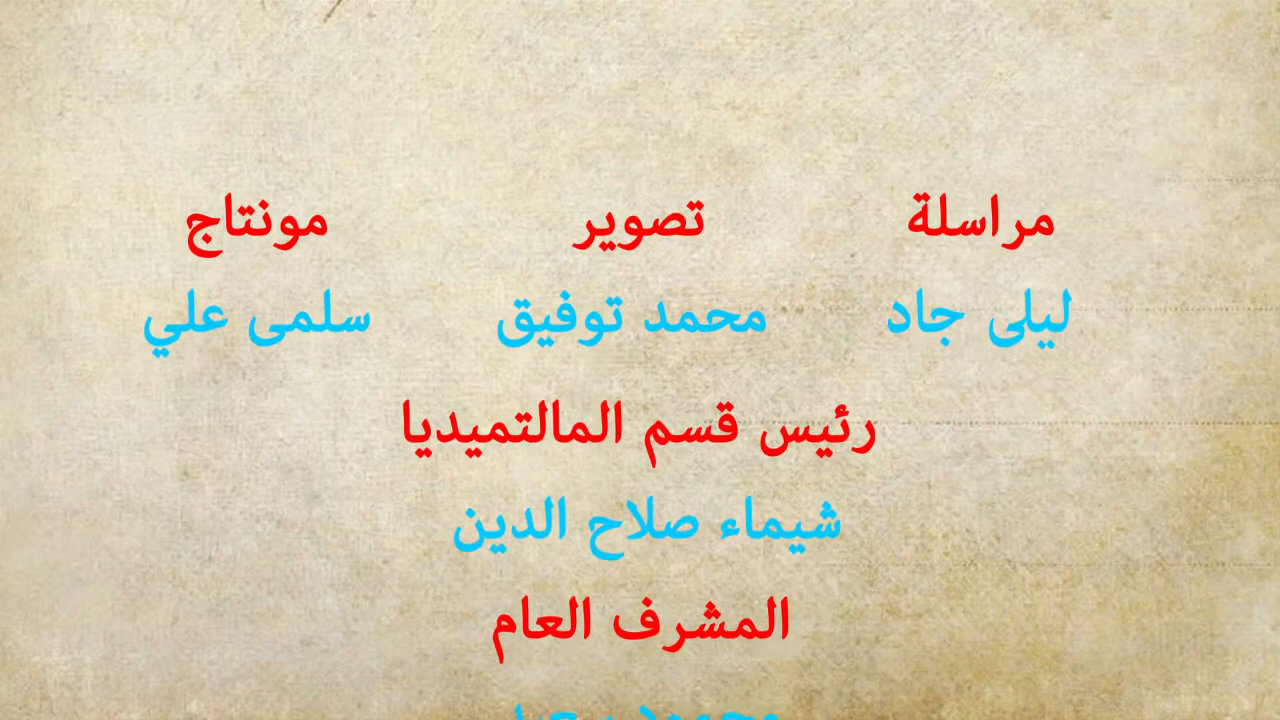 مراسلة تصوير مونتاج
ليلى جاد محمد توفيق سلمى علي
رئيس قسم المالتميديا
شيماء صلاح الدين
المشرف العام